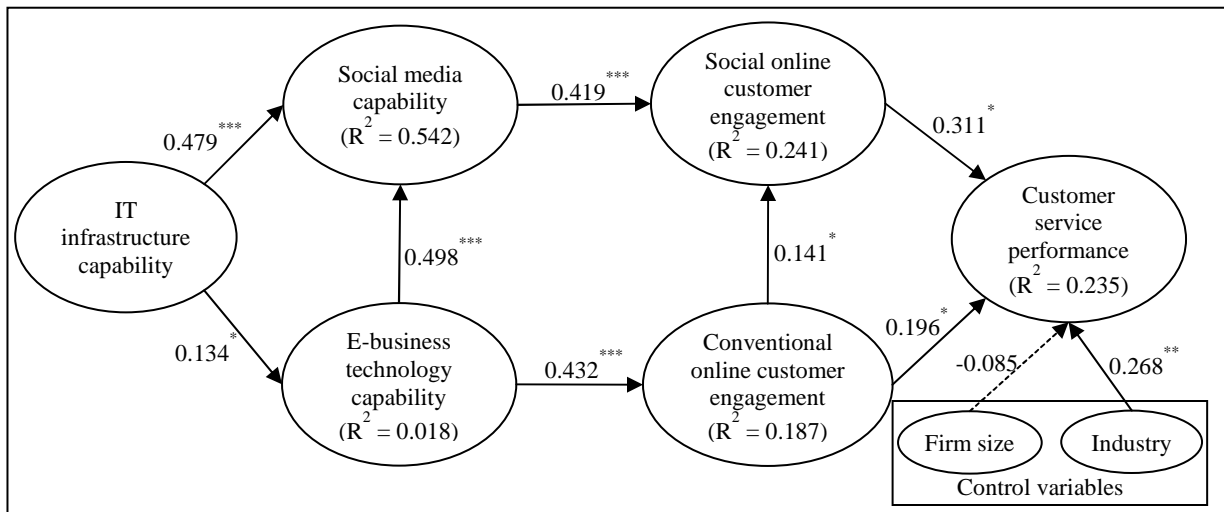 Social media
capability
(R² = 0.542)
0.419***
Social online
customer
engagement
(R² = 0.241)
0.479***
0.311*
IT
infrastructure
capability
0.498***
0.141*
Customer
service
performance
(R² = 0.235)
0.134*
E-business
technology
capability
(R² = 0.018)
0.432***
Conventional
online customer
engagement
(R² = 0.187)
0.196*
-0.085
0.268**
Firm size
Industry
Control variables